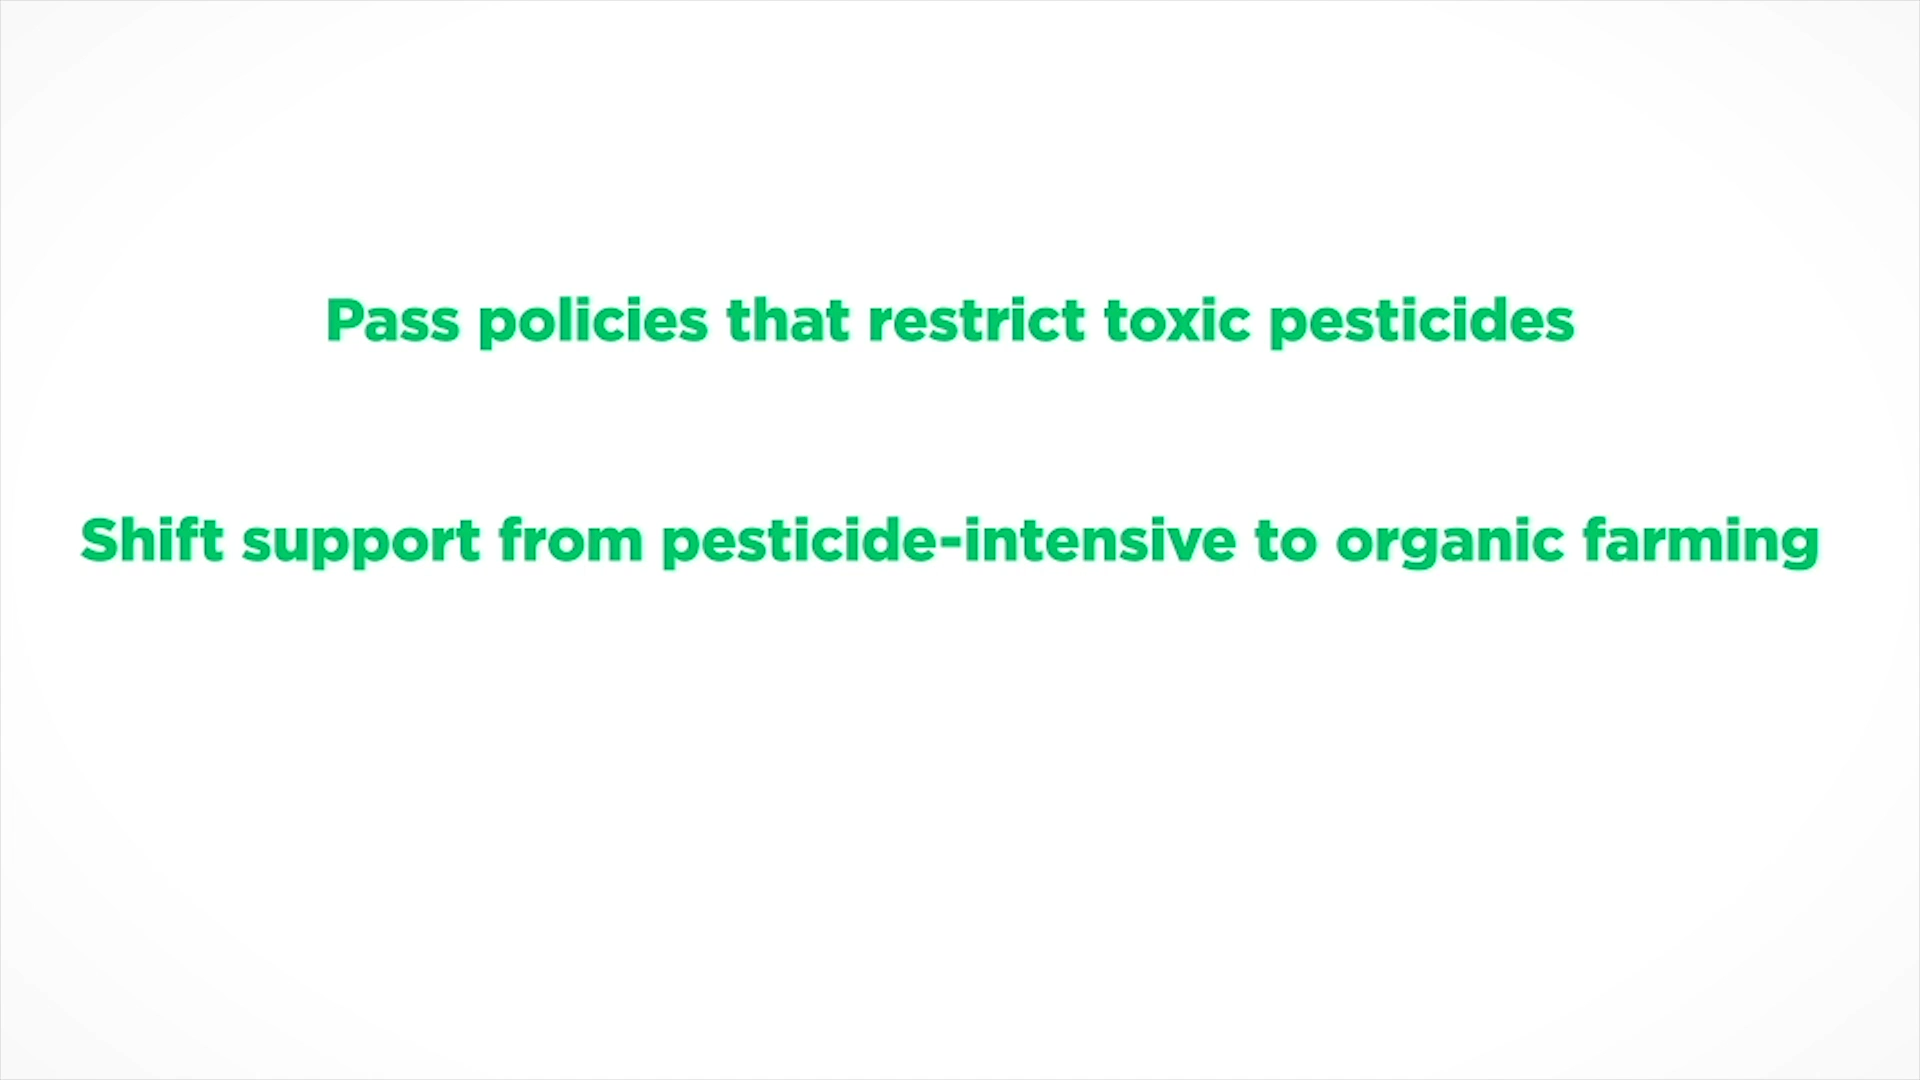 Pass policies that restrict toxic pesticides
Shift support from pesticide-intensive to organic farming